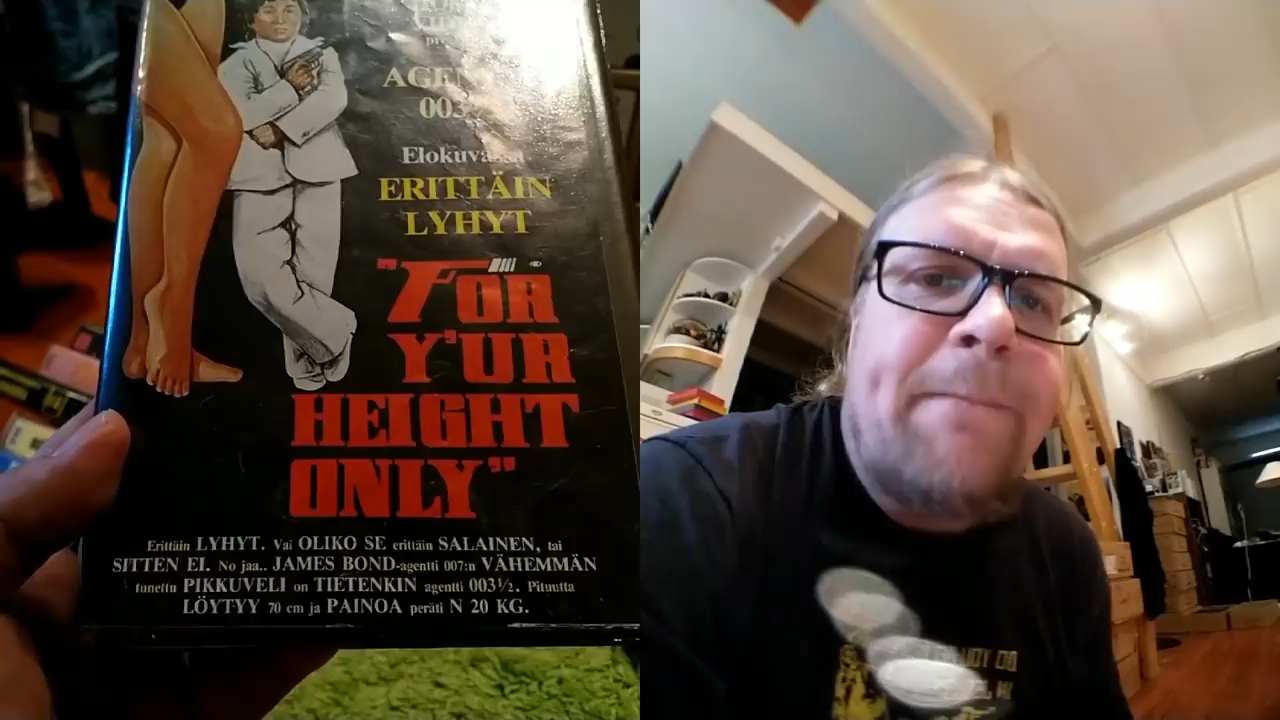 AGEN
003
Elokuvassa
ERITTÄIN
LYHYT
"FOR
Y'UR
HEIGHT
ONLY"
Erittäin LYHYT. Vai OLIKO SE erittäin SALAINEN, tai
SITTEN EI. No jaa.. JAMES BOND-agentti 007:n VÄHEMMÄN
tunettu PIKKUVELI on TIETENKIN agentti 003½. Pituutta
LÖYTYY 70 cm ja PAINOA peräti N 20 KG.